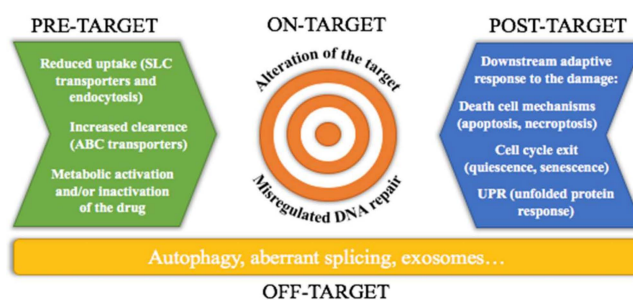 PRE-TARGET
ON-TARGET
POST-TARGET
Reduced uptake (SLC
transporters and
endocytosis)
Increased clearence
(ABC transporters)
Metabolic activation
and/or inactivation
of the drug
Alteration of the target
Misregulated DNA repair
Downstream adaptive
response to the damage:
Death cell mechanisms
(apoptosis, necroptosis)
Cell cycle exit
(quiescence, senescence)
UPR (unfolded protein
response)
Autophagy, aberrant splicing, exosomes…
OFF-TARGET